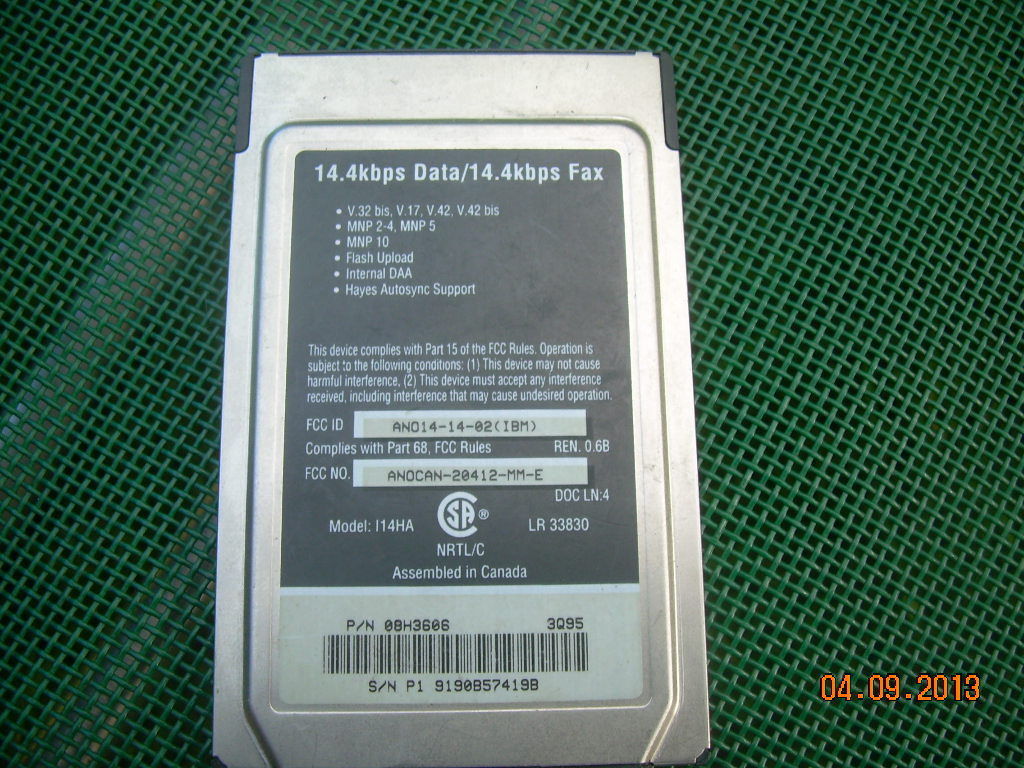 14.4kbps Data/14.4kbps Fax
• V.32 bis, V.17, V.42, V.42 bis
• MNP 2-4, MNP 5
• MNP 10
• Flash Upload
• Internal DAA
• Hayes Autosync Support
This device complies with Part 15 of the FCC Rules. Operation is
subject to the following conditions: (1) This device may not cause
harmful interference, (2) This device must accept any interference
received, including interference that may cause undesired operation.
FCC ID ANO14-14-02(IBM)
Complies with Part 68, FCC Rules REN. 0.6B
FCC NO. ANOCAN-20412-MM-E
DOC LN:4
Model: I14HA CSA® LR 33830
NRTL/C
Assembled in Canada
P/N 08H3606 3Q95
S/N P1 9190B57419B
04.09.2013